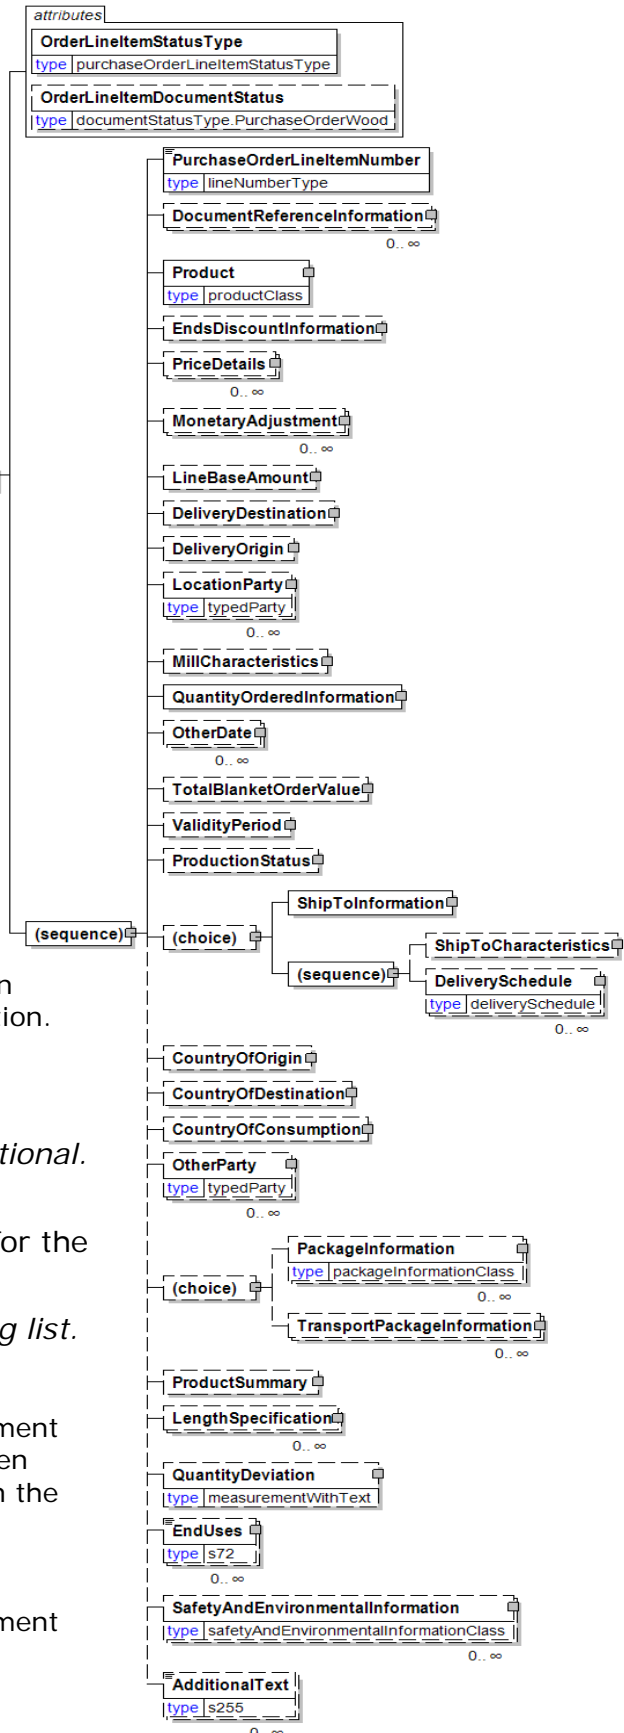 attributes
OrderLineItemStatusType
type purchaseOrderLineItemStatusType
OrderLineItemDocumentStatus
type documentStatusType.PurchaseOrderWood
PurchaseOrderLineItemNumber
type lineNumberType
DocumentReferenceInformation
0.. ∞
Product
type productClass
EndsDiscountInformation
PriceDetails
0.. ∞
MonetaryAdjustment
0.. ∞
LineBaseAmount
DeliveryDestination
DeliveryOrigin
LocationParty
type typedParty
0.. ∞
MillCharacteristics
QuantityOrderedInformation
OtherDate
0.. ∞
TotalBlanketOrderValue
ValidityPeriod
ProductionStatus
(sequence)
(choice)
ShipToInformation
(sequence)
ShipToCharacteristics
DeliverySchedule
type deliverySchedule
0.. ∞
n
tion.
CountryOfOrigin
CountryOfDestination
CountryOfConsumption
tional.
OtherParty
type typedParty
0.. ∞
for the
(choice)
PackageInformation
type packageInformationClass
0.. ∞
TransportPackageInformation
0.. ∞
g list.
ProductSummary
LengthSpecification
0.. ∞
ment
en
n the
QuantityDeviation
type measurementWithText
EndUses
type s72
0.. ∞
SafetyAndEnvironmentalInformation
type safetyAndEnvironmentalInformationClass
0.. ∞
ment
AdditionalText
type s255
0.. ∞